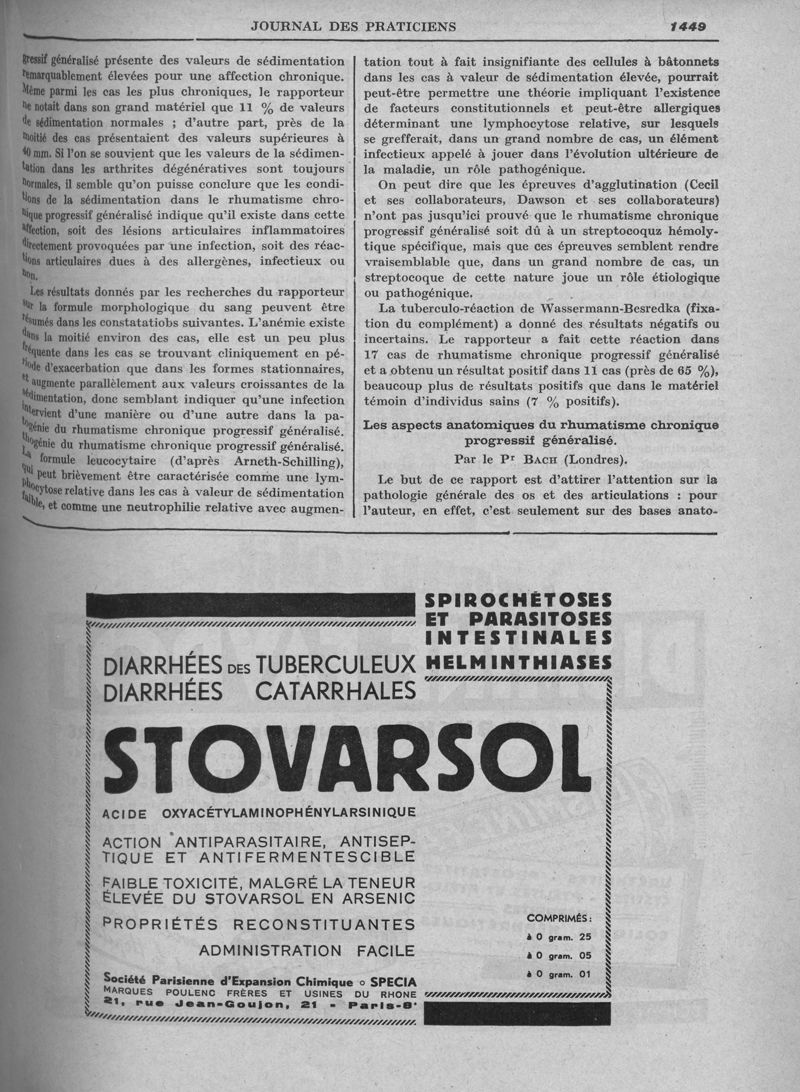 JOURNAL DES PRATICIENS
1449
gressif généralisé présente des valeurs de sédimentation
remarquablement élevées pour une affection chronique.
Même parmi les cas les plus chroniques, le rapporteur
ne notait dans son grand matériel que 11 % de valeurs
de sédimentation normales ; d'autre part, près de la
moitié des cas présentaient des valeurs supérieures à
40 mm. Si l'on se souvient que les valeurs de la sédimen-
tation dans les arthrites dégénératives sont toujours
normales, il semble qu'on puisse conclure que les condi-
tions de la sédimentation dans le rhumatisme chro-
nique progressif généralisé indique qu'il existe dans cette
affection, soit des lésions articulaires inflammatoires
directement provoquées par une infection, soit des réac-
tions articulaires dues à des allergènes, infectieux ou
non.
Les résultats donnés par les recherches du rapporteur
sur la formule morphologique du sang peuvent être
résumés dans les constatatiobs suivantes. L'anémie existe
dans la moitié environ des cas, elle est un peu plus
fréquente dans les cas se trouvant cliniquement en pé-
riode d'exacerbation que dans les formes stationnaires,
et augmente parallèlement aux valeurs croissantes de la
sédimentation, donc semblant indiquer qu'une infection
intervient d'une manière ou d'une autre dans la pa-
togénie du rhumatisme chronique progressif généralisé.
thogénie du rhumatisme chronique progressif généralisé.
La formule leucocytaire (d'après Arneth-Schilling),
qui peut brièvement être caractérisée comme une lym-
phocytose relative dans les cas à valeur de sédimentation
faible, et comme une neutrophilie relative avec augmen-
tation tout à fait insignifiante des cellules à bâtonnets
dans les cas à valeur de sédimentation élevée, pourrait
peut-être permettre une théorie impliquant l'existence
de facteurs constitutionnels et peut-être allergiques
déterminant une lymphocytose relative, sur lesquels
se grefferait, dans un grand nombre de cas, un élément
infectieux appelé à jouer dans l'évolution ultérieure de
la maladie, un rôle pathogénique.
On peut dire que les épreuves d'agglutination (Cecil
et ses collaborateurs, Dawson et ses collaborateurs)
n'ont pas jusqu'ici prouvé que le rhumatisme chronique
progressif généralisé soit dû à un streptocoquz hémoly-
tique spécifique, mais que ces épreuves semblent rendre
vraisemblable que, dans un grand nombre de cas, un
streptocoque de cette nature joue un rôle étiologique
ou pathogénique.
La tuberculo-réaction de Wassermann-Besredka (fixa-
tion du complément) a donné des résultats négatifs ou
incertains. Le rapporteur a fait cette réaction dans
17 cas de rhumatisme chronique progressif généralisé
et a obtenu un résultat positif dans 11 cas (près de 65 %),
beaucoup plus de résultats positifs que dans le matériel
témoin d'individus sains (7 % positifs).
Les aspects anatomiques du rhumatisme chronique
progressif généralisé.
Par le Pr BACH (Londres).
Le but de ce rapport est d'attirer l'attention sur la
pathologie générale des os et des articulations : pour
l'auteur, en effet, c'est seulement sur des bases anato-
SPIROCHÉTOSES
ET PARASITOSES
INTESTINALES
HELMINTHIASES
DIARRHÉES DES TUBERCULEUX
DIARRHÉES CATARRHALES
STOVARSOL
ACIDE OXYACÉTYLAMINOPHÉNYLARSINIQUE
ACTION ANTIPARASITAIRE, ANTISEP-
TIQUE ET ANTIFERMENTESCIBLE
FAIBLE TOXICITÉ, MALGRÉ LA TENEUR
ÉLEVÉE DU STOVARSOL EN ARSENIC
PROPRIÉTÉS RECONSTITUANTES
ADMINISTRATION FACILE
COMPRIMÉS :
à 0 gram. 25
à 0 gram. 05
à 0 gram. 01
Société Parisienne d'Expansion Chimique o SPECIA
MARQUES POULENC FRÈRES ET USINES DU RHONE
21, rue Jean-Goujon, 21 - Paris-8e